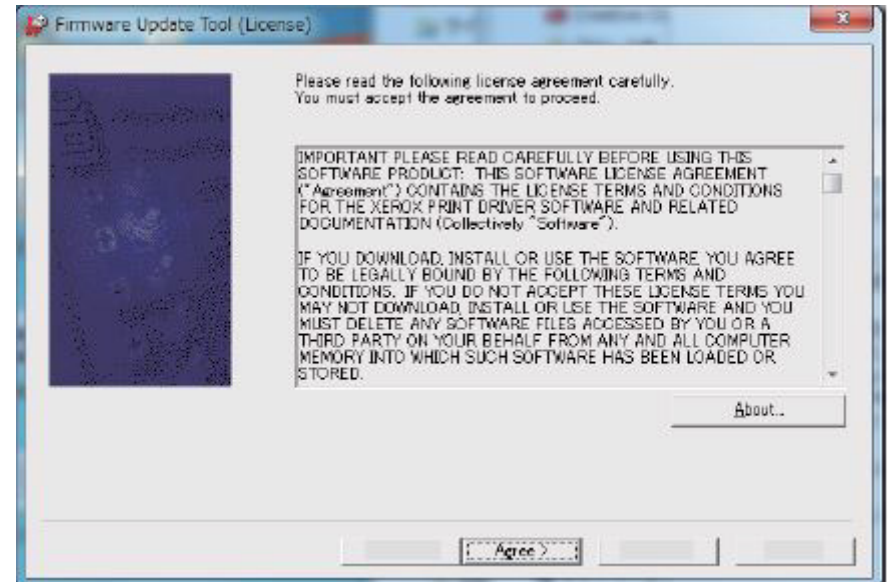 Firmware Update Tool (License)
Please read the following license agreement carefully.
You must accept the agreement to proceed.
IMPORTANT PLEASE READ CAREFULLY BEFORE USING THIS
SOFTWARE PRODUCT: THIS SOFTWARE LICENSE AGREEMENT
("Agreement") CONTAINS THE LICENSE TERMS AND CONDITIONS
FOR THE XEROX PRINT DRIVER SOFTWARE AND RELATED
DOCUMENTATION (Collectively "Software").
IF YOU DOWNLOAD, INSTALL OR USE THE SOFTWARE, YOU AGREE
TO BE LEGALLY BOUND BY THE FOLLOWING TERMS AND
CONDITIONS. IF YOU DO NOT ACCEPT THESE LICENSE TERMS YOU
MAY NOT DOWNLOAD, INSTALL OR USE THE SOFTWARE AND YOU
MUST DELETE ANY SOFTWARE FILES ACCESSED BY YOU OR A
THIRD PARTY ON YOUR BEHALF FROM ANY AND ALL COMPUTER
MEMORY INTO WHICH SUCH SOFTWARE HAS BEEN LOADED OR
STORED.
About...
Agree >